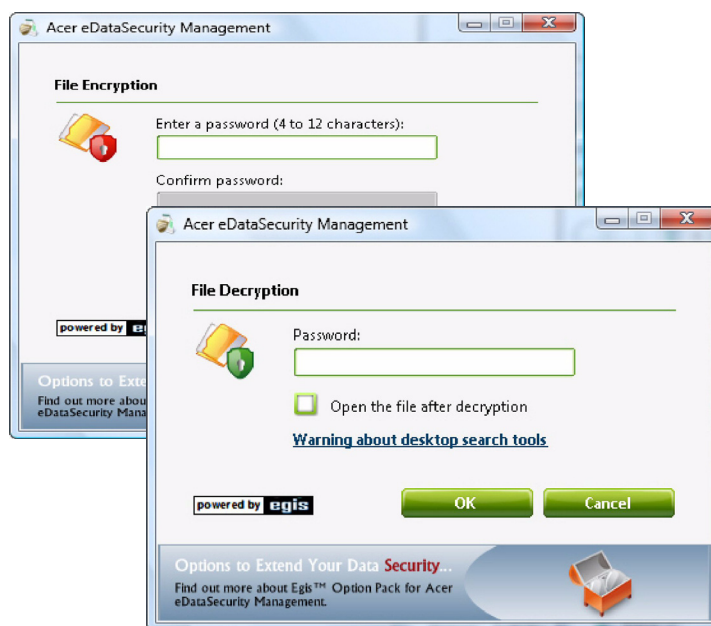 Acer eDataSecurity Management
File Encryption
Enter a password (4 to 12 characters):
Confirm password:
powered by
Options to Exte
Find out more abou
eDataSecurity Mana
Acer eDataSecurity Management
File Decryption
Password:
Open the file after decryption
Warning about desktop search tools
powered by egis
OK
Cancel
Options to Extend Your Data Security...
Find out more about Egis™ Option Pack for Acer
eDataSecurity Management.